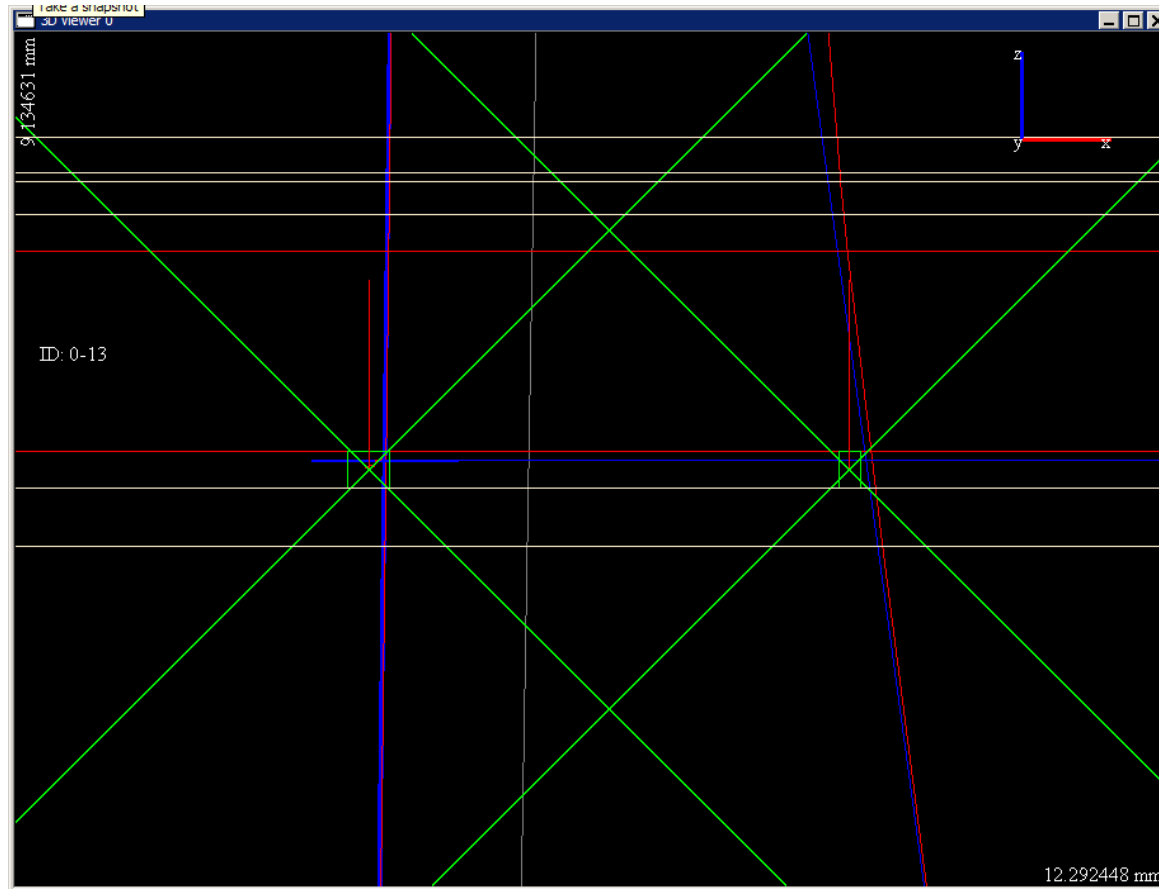 Take a snapshot
3D Viewer 0
9.134631 mm
z
y
x
ID: 0-13
12.292448 mm